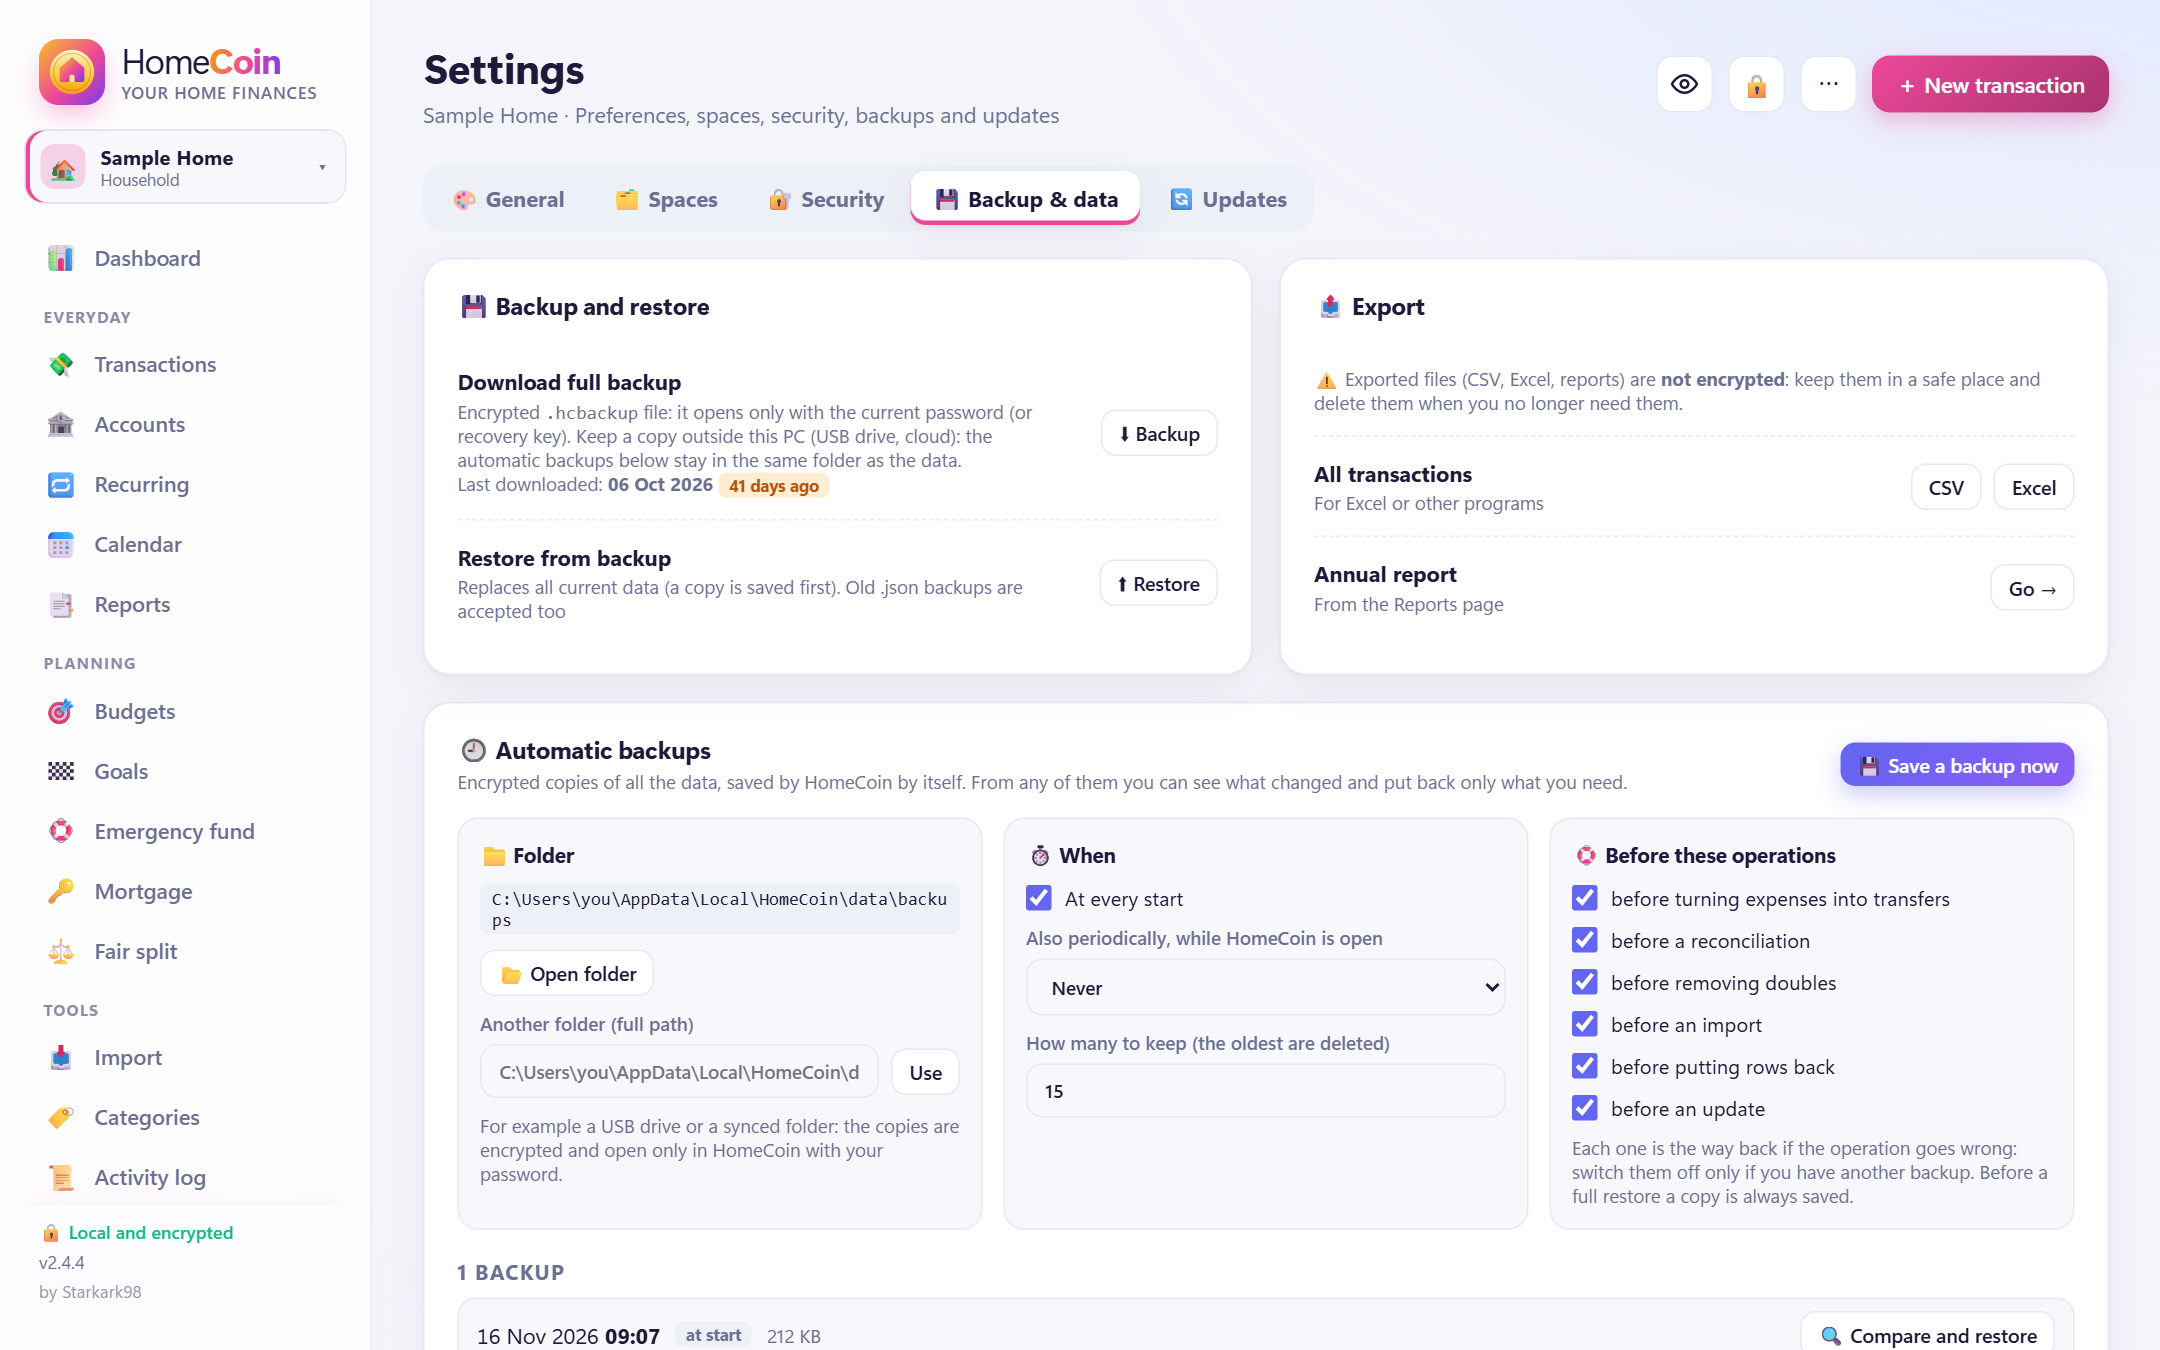 HomeCoin
YOUR HOME FINANCES
Sample Home
Household
Dashboard
EVERYDAY
Transactions
Accounts
Recurring
Calendar
Reports
PLANNING
Budgets
Goals
Emergency fund
Mortgage
Fair split
TOOLS
Import
Categories
Activity log
Local and encrypted
v2.4.4
by Starkark98
Settings
Sample Home · Preferences, spaces, security, backups and updates
+ New transaction
General
Spaces
Security
Backup & data
Updates
Backup and restore
Download full backup
Encrypted .hcbackup file: it opens only with the current password (or
recovery key). Keep a copy outside this PC (USB drive, cloud): the
automatic backups below stay in the same folder as the data.
Last downloaded: 06 Oct 2026 41 days ago
⬇ Backup
Restore from backup
Replaces all current data (a copy is saved first). Old .json backups are
accepted too
⬆ Restore
Export
⚠ Exported files (CSV, Excel, reports) are not encrypted: keep them in a safe place and
delete them when you no longer need them.
All transactions
For Excel or other programs
CSV
Excel
Annual report
From the Reports page
Go →
Automatic backups
Encrypted copies of all the data, saved by HomeCoin by itself. From any of them you can see what changed and put back only what you need.
Save a backup now
Folder
C:\Users\you\AppData\Local\HomeCoin\data\backu
ps
Open folder
Another folder (full path)
C:\Users\you\AppData\Local\HomeCoin\d
Use
For example a USB drive or a synced folder: the copies are
encrypted and open only in HomeCoin with your
password.
When
At every start
Also periodically, while HomeCoin is open
Never
How many to keep (the oldest are deleted)
15
Before these operations
before turning expenses into transfers
before a reconciliation
before removing doubles
before an import
before putting rows back
before an update
Each one is the way back if the operation goes wrong:
switch them off only if you have another backup. Before a
full restore a copy is always saved.
1 BACKUP
16 Nov 2026 09:07 at start 212 KB
Compare and restore